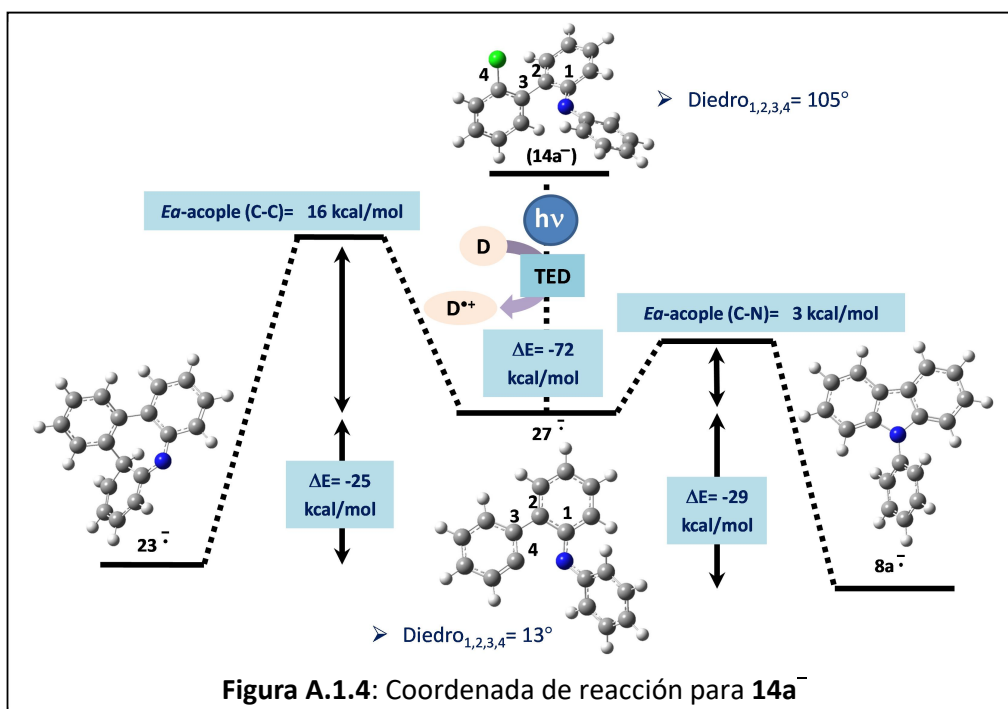 4
3
2
1
(14a⁻)
➢ Diedro₁,₂,₃,₄= 105°
Ea-acople (C-C)= 16 kcal/mol
hν
D
TED
D•+
Ea-acople (C-N)= 3 kcal/mol
ΔE= -72
kcal/mol
27•⁻
ΔE= -25
kcal/mol
ΔE= -29
kcal/mol
2
3
1
4
23•⁻
8a•⁻
➢ Diedro₁,₂,₃,₄= 13°
Figura A.1.4: Coordenada de reacción para 14a⁻